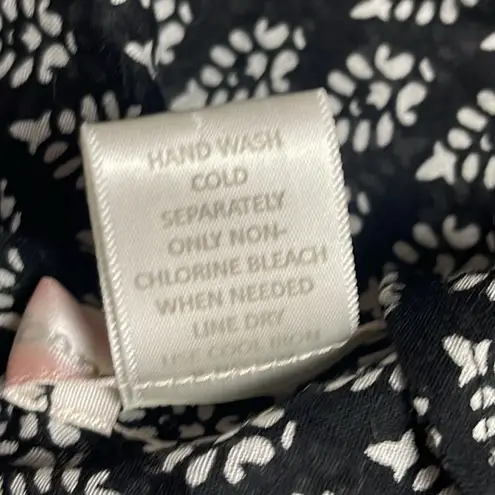 HAND WASH
COLD
SEPARATELY
ONLY NON-
CHLORINE BLEACH
WHEN NEEDED
LINE DRY
USE COOL IRON